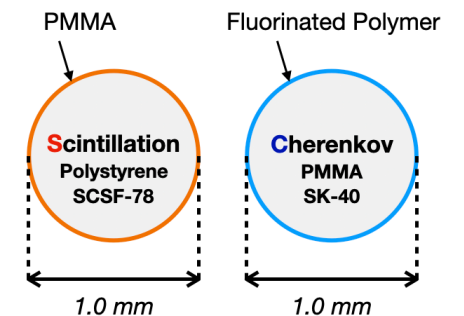 PMMA
Fluorinated Polymer
Scintillation
Polystyrene
SCSF-78
Cherenkov
PMMA
SK-40
1.0 mm
1.0 mm